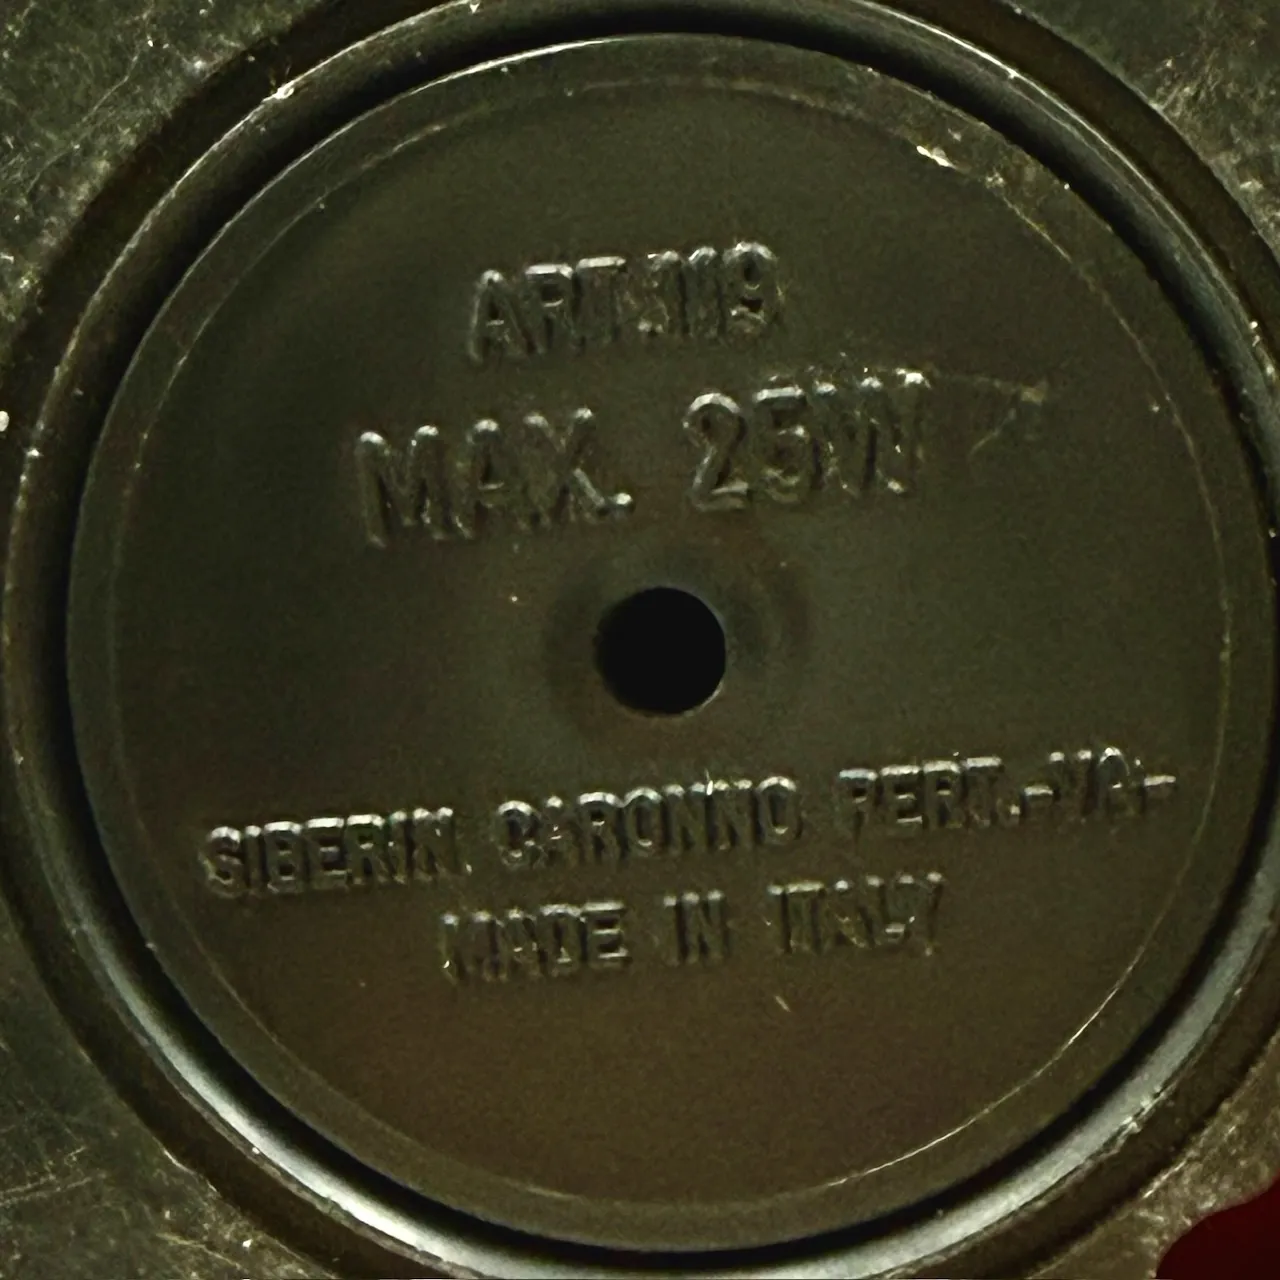 ART.119
MAX. 25W
SIBERIN CARONNO PERT.-VA-
MADE IN ITALY